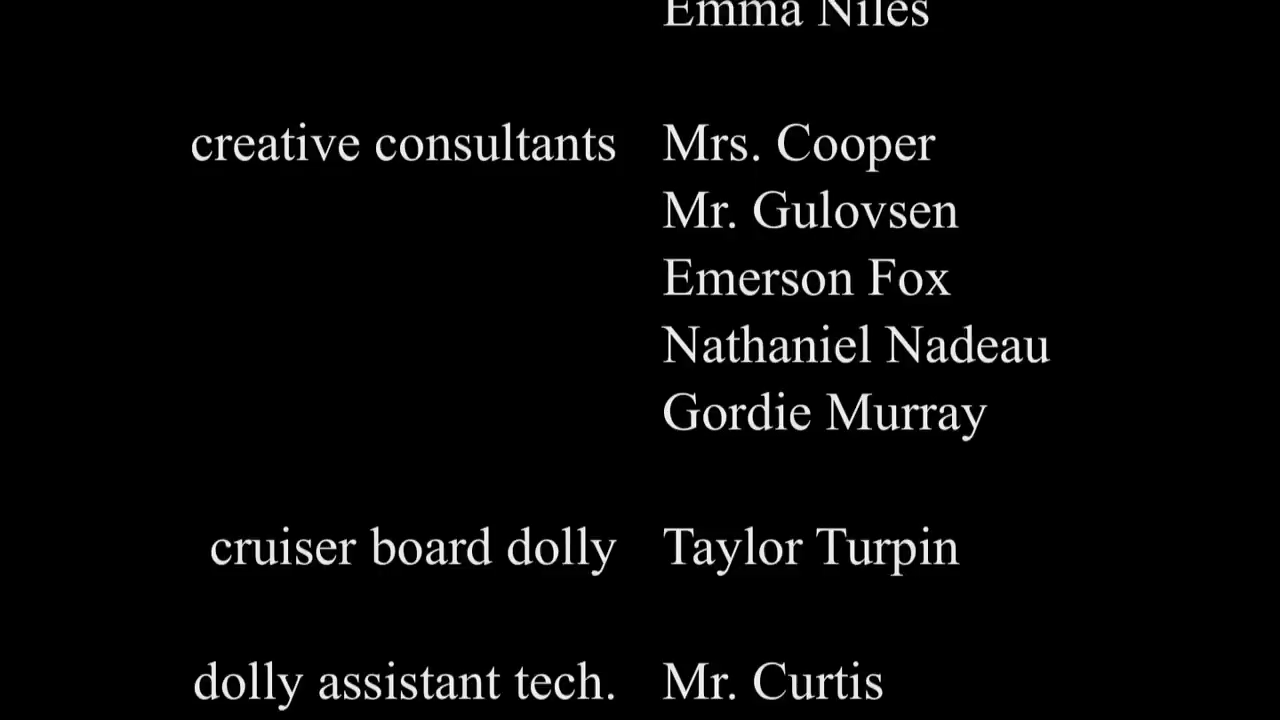 Emma Niles
creative consultants Mrs. Cooper
Mr. Gulovsen
Emerson Fox
Nathaniel Nadeau
Gordie Murray
cruiser board dolly Taylor Turpin
dolly assistant tech. Mr. Curtis